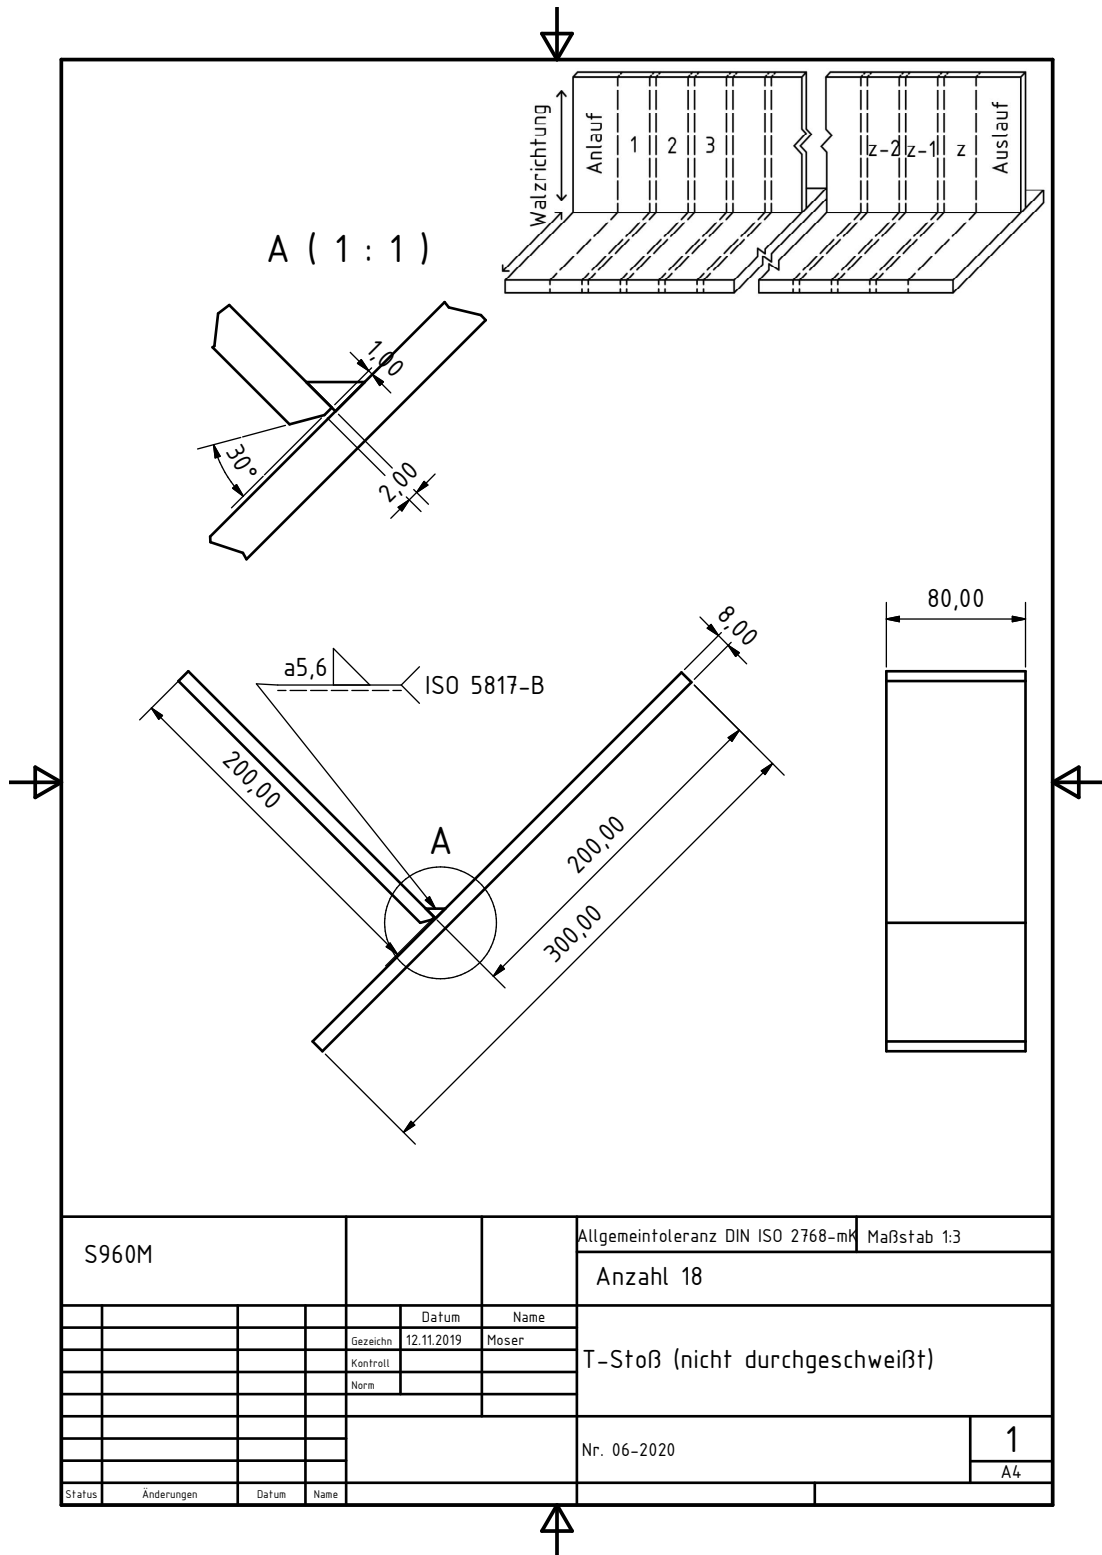 Walzrichtung
Anlauf
1
2
3
z-2
z-1
z
Auslauf
A ( 1 : 1 )
1,00
30°
2,00
80,00
8,00
a5,6
ISO 5817-B
200,00
A
200,00
300,00
S960M
Allgemeintoleranz DIN ISO 2768-mK
Maßstab 1:3
Anzahl 18
Datum
Name
Gezeichn
12.11.2019
Moser
Kontroll
Norm
T-Stoß (nicht durchgeschweißt)
Nr. 06-2020
1
A4
Status
Änderungen
Datum
Name